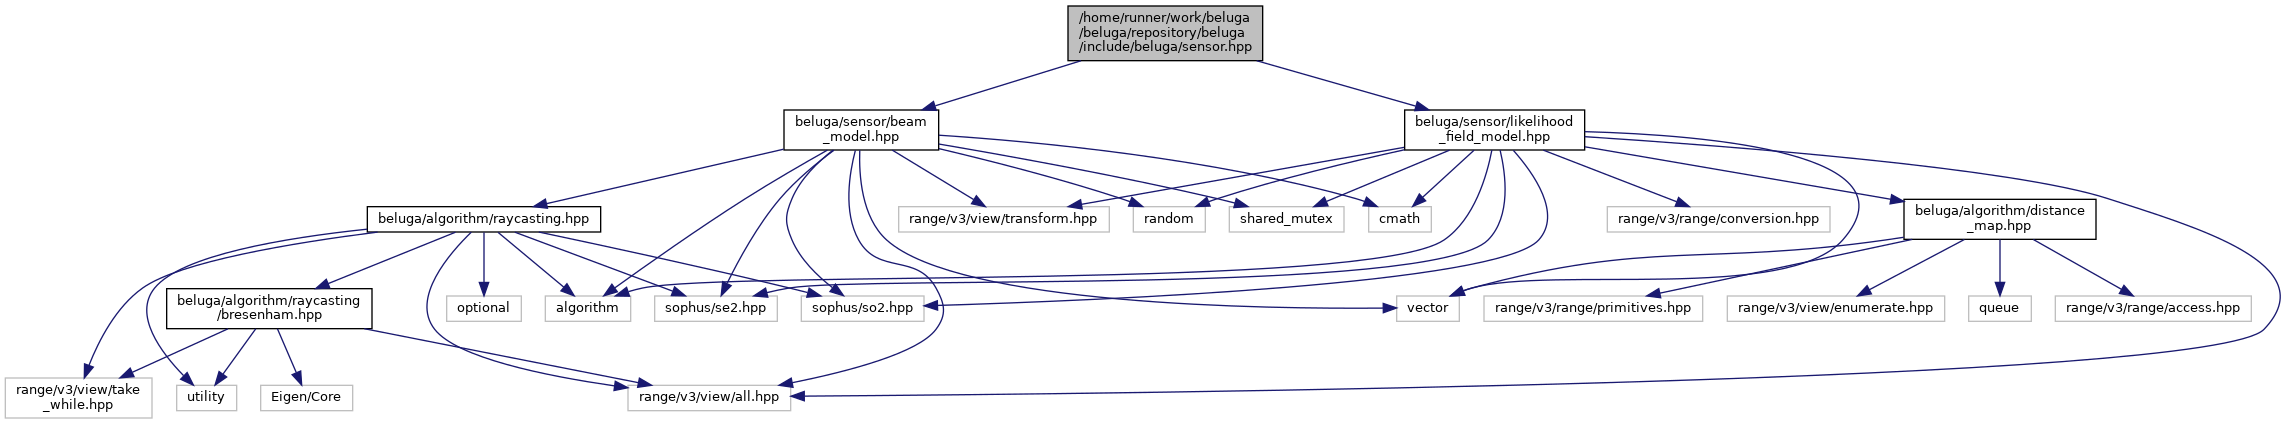 /home/runner/work/beluga
/beluga/repository/beluga
/include/beluga/sensor.hpp
beluga/sensor/beam
_model.hpp
beluga/sensor/likelihood
_field_model.hpp
beluga/algorithm/raycasting.hpp
range/v3/view/transform.hpp
random
shared_mutex
cmath
range/v3/range/conversion.hpp
beluga/algorithm/distance
_map.hpp
beluga/algorithm/raycasting
/bresenham.hpp
optional
algorithm
sophus/se2.hpp
sophus/so2.hpp
vector
range/v3/range/primitives.hpp
range/v3/view/enumerate.hpp
queue
range/v3/range/access.hpp
range/v3/view/take
_while.hpp
utility
Eigen/Core
range/v3/view/all.hpp